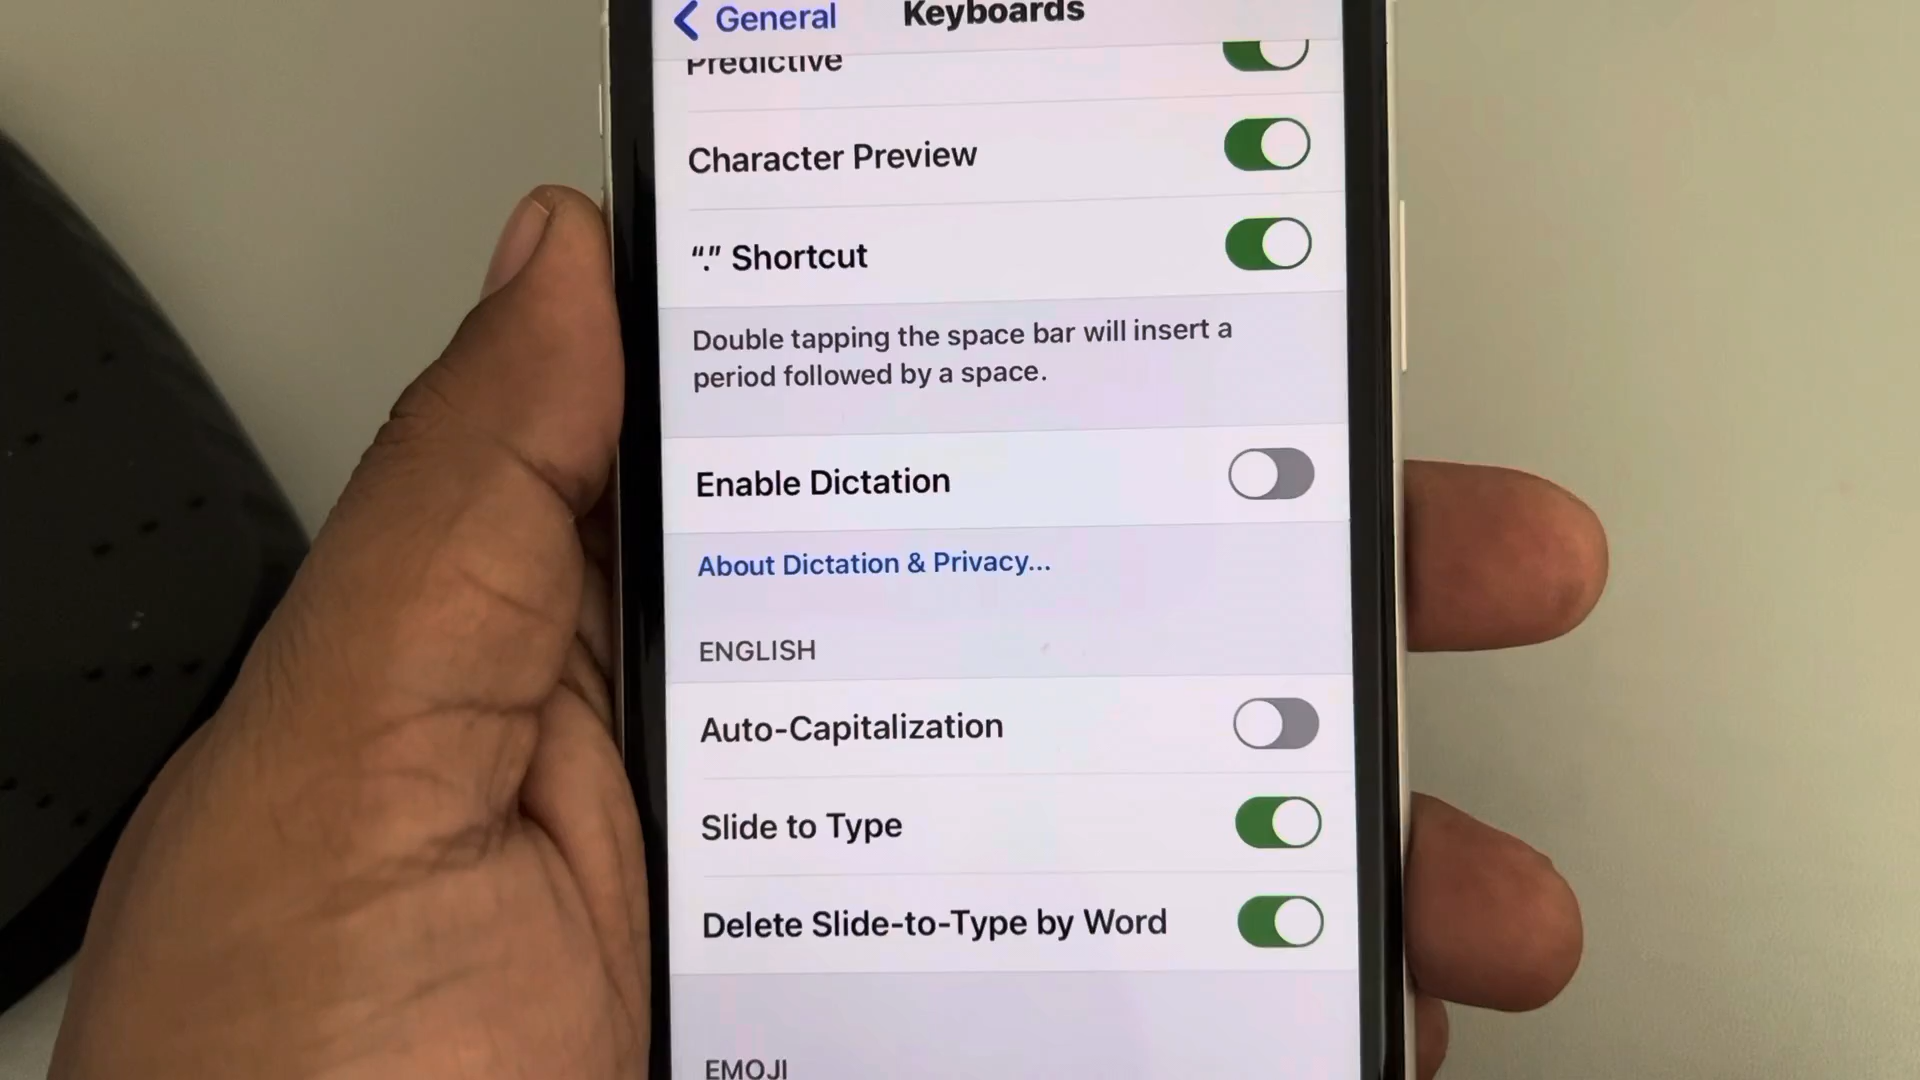 General
Keyboards
Predictive
Character Preview
“.” Shortcut
Double tapping the space bar will insert a
period followed by a space.
Enable Dictation
About Dictation & Privacy...
ENGLISH
Auto-Capitalization
Slide to Type
Delete Slide-to-Type by Word
EMOJI